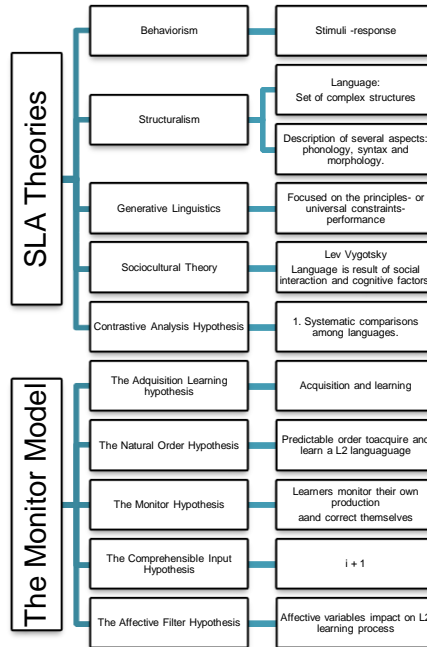 SLA Theories
Behaviorism
Stimuli -response
Structuralism
Language:
Set of complex structures
Description of several aspects:
phonology, syntax and
morphology.
Generative Linguistics
Focused on the principles- or
universal constraints-
performance
Sociocultural Theory
Lev Vygotsky
Language is result of social
interaction and cognitive factors
Contrastive Analysis Hypothesis
1. Systematic comparisons
among languages.
The Monitor Model
The Adquisition Learning
hypothesis
Acquisition and learning
The Natural Order Hypothesis
Predictable order toacquire and
learn a L2 languaguage
The Monitor Hypothesis
Learners monitor their own
production
aand correct themselves
The Comprehensible Input
Hypothesis
i + 1
The Affective Filter Hypothesis
Affective variables impact on L2
learning process